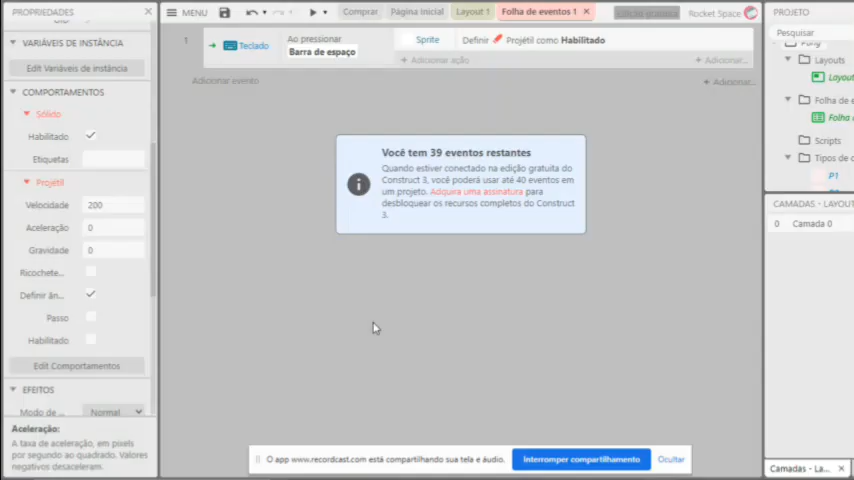 PROPRIEDADES
MENU
Comprar
Página Inicial
Layout 1
Folha de eventos 1
Edição gratuita
Rocket Space
PROJETO
VARIÁVEIS DE INSTÂNCIA
Edit Variáveis de instância
COMPORTAMENTOS
Sólido
Habilitado
Etiquetas
Projétil
Velocidade 200
Aceleração 0
Gravidade 0
Ricochete...
Definir ân...
Passo
Habilitado
Edit Comportamentos
EFEITOS
Modo de ... Normal
Aceleração:
A taxa de aceleração, em pixels
por segundo ao quadrado. Valores
negativos desaceleram.
1
Teclado
Ao pressionar
Barra de espaço
Sprite
Definir Projétil como Habilitado
Adicionar ação
Adicionar...
Adicionar evento
Adicionar...
Você tem 39 eventos restantes
Quando estiver conectado na edição gratuita do
Construct 3, você poderá usar até 40 eventos em
um projeto. Adquira uma assinatura para
desbloquear os recursos completos do Construct
3.
O app www.recordcast.com está compartilhando sua tela e áudio.
Interromper compartilhamento
Ocultar
Pesquisar
Pong
Layouts
Layou
Folha de e
Folha
Scripts
Tipos de o
P1
CAMADAS - LAYOUT
0 Camada 0
Camadas - La...